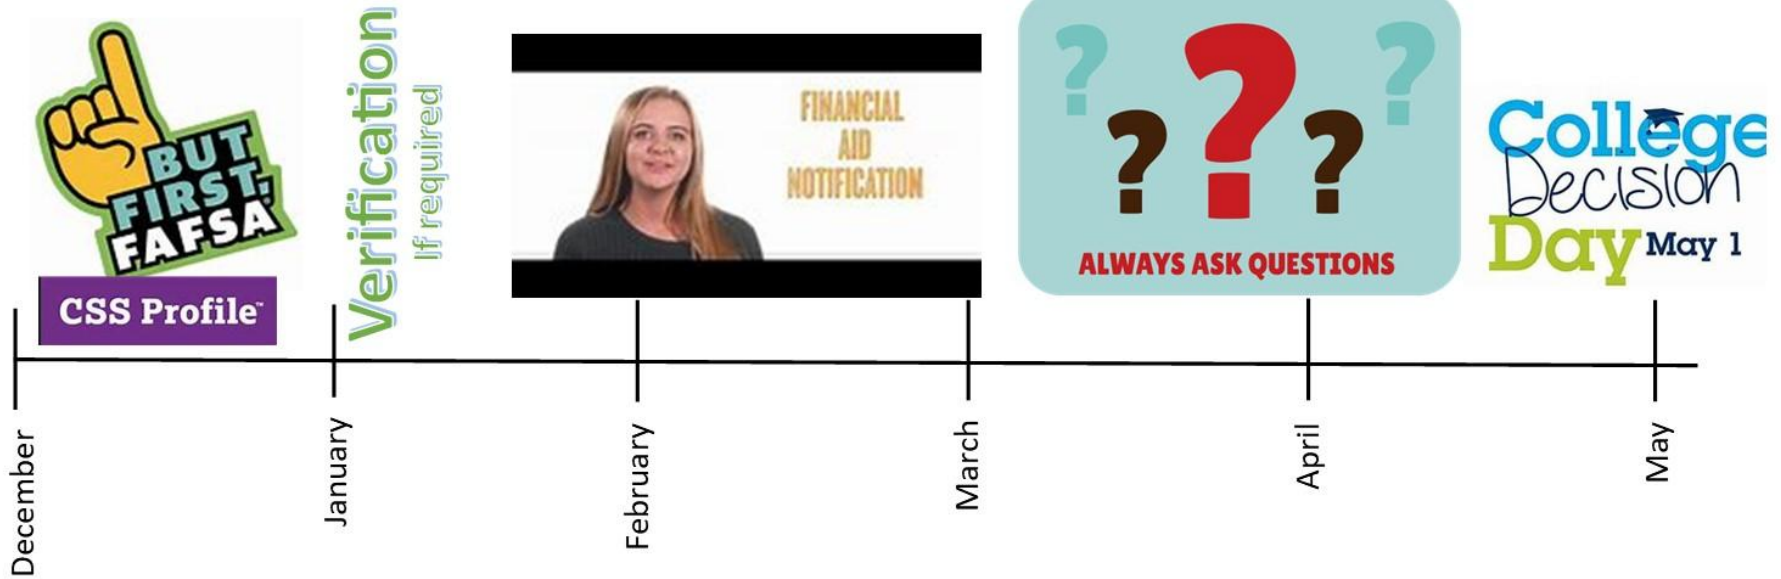 BUT
FIRST,
FAFSA
CSS Profile™
Verification
If required
FINANCIAL
AID
NOTIFICATION
? ? ? ? ?
ALWAYS ASK QUESTIONS
College
Decision
Day May 1
December
January
February
March
April
May